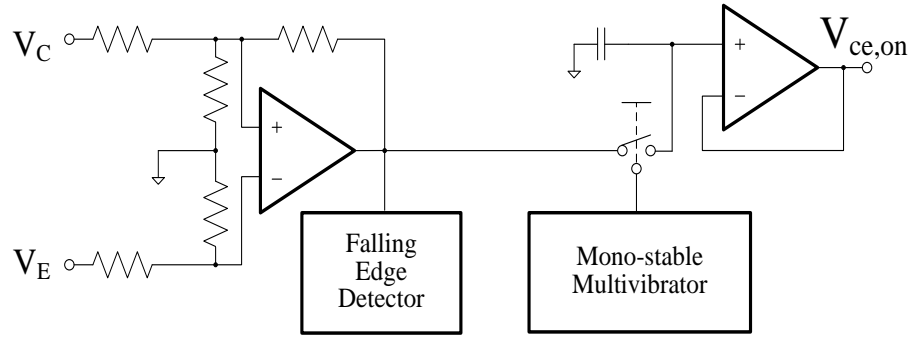 V_C
V_E
+
−
Falling
Edge
Detector
Mono-stable
Multivibrator
+
−
V_ce,on